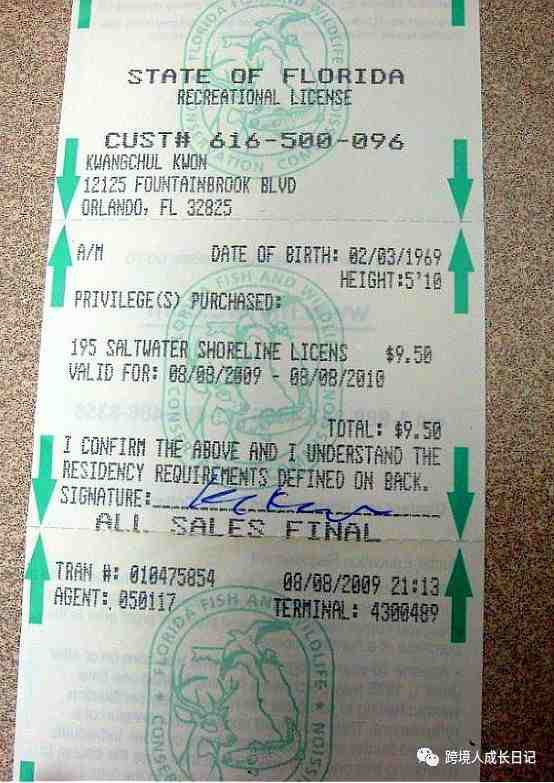 STATE OF FLORIDA
RECREATIONAL LICENSE
CUST# 616-500-096
KWANGCHUL KWON
12125 FOUNTAINBROOK BLVD
ORLANDO, FL 32825
A/M DATE OF BIRTH: 02/03/1969
HEIGHT:5'10
PRIVILEGE(S) PURCHASED:
195 SALTWATER SHORELINE LICENS $9.50
VALID FOR: 08/08/2009 - 08/08/2010
TOTAL: $9.50
I CONFIRM THE ABOVE AND I UNDERSTAND THE
RESIDENCY REQUIREMENTS DEFINED ON BACK.
SIGNATURE:
ALL SALES FINAL
TRAN #: 010475854 08/08/2009 21:13
AGENT: 050117 TERMINAL: 4300489
FLORIDA FISH AND WILDLIFE
跨境人成长日记